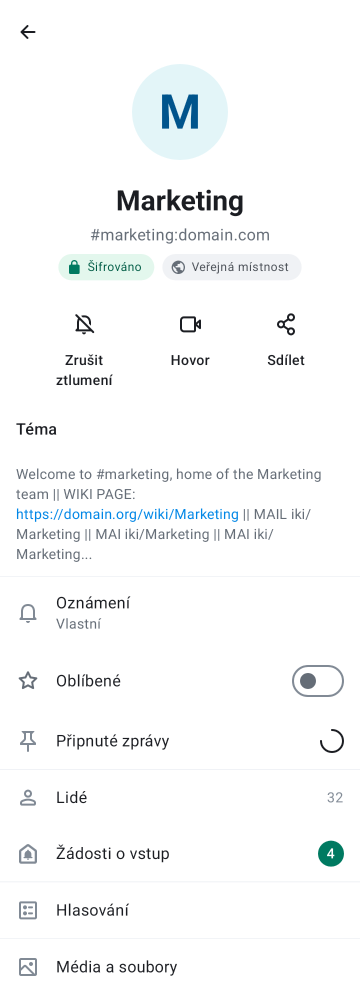 M
Marketing
#marketing:domain.com
Šifrováno
Veřejná místnost
Zrušit
ztlumení
Hovor
Sdílet
Téma
Welcome to #marketing, home of the Marketing
team || WIKI PAGE:
https://domain.org/wiki/Marketing || MAIL iki/
Marketing || MAI iki/Marketing || MAI iki/
Marketing...
Oznámení
Vlastní
Oblíbené
Připnuté zprávy
Lidé
32
Žádosti o vstup
4
Hlasování
Média a soubory